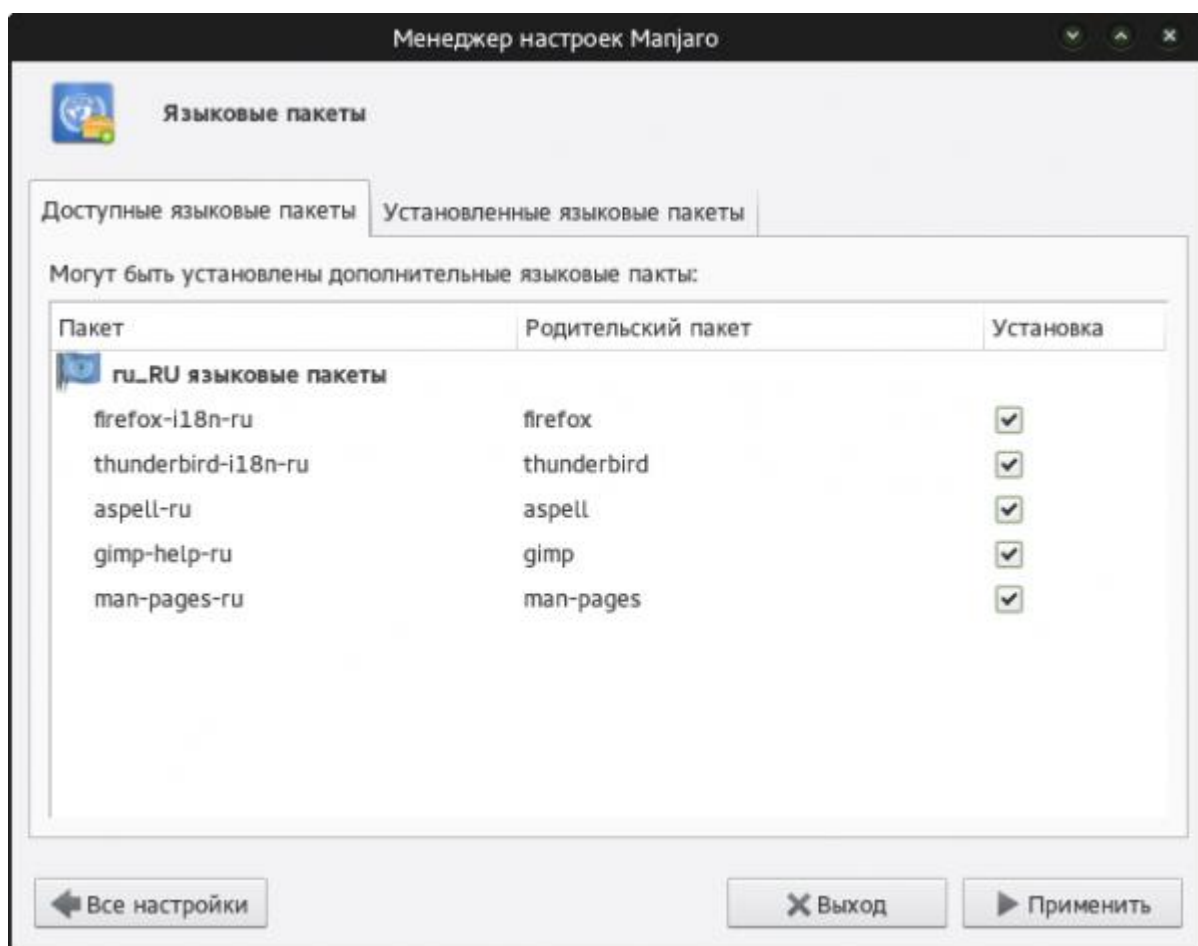 Менеджер настроек Manjaro
Языковые пакеты
Доступные языковые пакеты Установленные языковые пакеты
Могут быть установлены дополнительные языковые пакты:
Пакет Родительский пакет Установка
ru_RU языковые пакеты
firefox-i18n-ru firefox
thunderbird-i18n-ru thunderbird
aspell-ru aspell
gimp-help-ru gimp
man-pages-ru man-pages
Все настройки Выход Применить